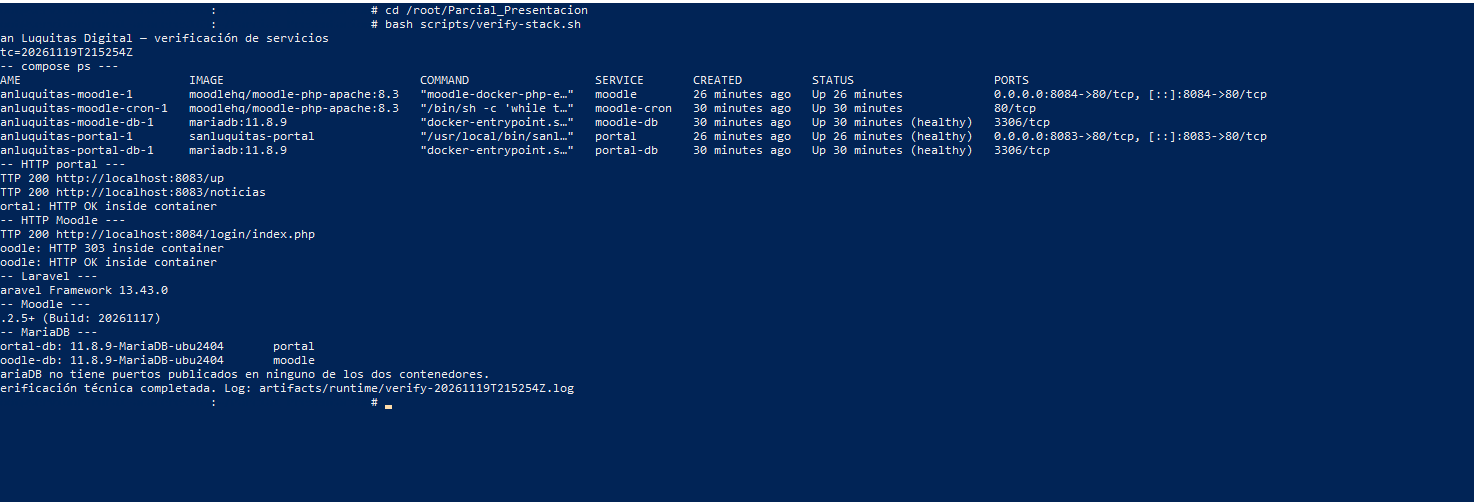 : # cd /root/Parcial_Presentacion
: # bash scripts/verify-stack.sh
an Luquitas Digital — verificación de servicios
tc=20261119T215254Z
-- compose ps ---
AME IMAGE COMMAND SERVICE CREATED STATUS PORTS
anluquitas-moodle-1 moodlehq/moodle-php-apache:8.3 "moodle-docker-php-e…" moodle 26 minutes ago Up 26 minutes 0.0.0.0:8084->80/tcp, [::]:8084->80/tcp
anluquitas-moodle-cron-1 moodlehq/moodle-php-apache:8.3 "/bin/sh -c 'while t…" moodle-cron 30 minutes ago Up 30 minutes 80/tcp
anluquitas-moodle-db-1 mariadb:11.8.9 "docker-entrypoint.s…" moodle-db 30 minutes ago Up 30 minutes (healthy) 3306/tcp
anluquitas-portal-1 sanluquitas-portal "/usr/local/bin/sanl…" portal 26 minutes ago Up 26 minutes (healthy) 0.0.0.0:8083->80/tcp, [::]:8083->80/tcp
anluquitas-portal-db-1 mariadb:11.8.9 "docker-entrypoint.s…" portal-db 30 minutes ago Up 30 minutes (healthy) 3306/tcp
-- HTTP portal ---
TTP 200 http://localhost:8083/up
TTP 200 http://localhost:8083/noticias
ortal: HTTP OK inside container
-- HTTP Moodle ---
TTP 200 http://localhost:8084/login/index.php
oodle: HTTP 303 inside container
oodle: HTTP OK inside container
-- Laravel ---
aravel Framework 13.43.0
-- Moodle ---
.2.5+ (Build: 20261117)
-- MariaDB ---
ortal-db: 11.8.9-MariaDB-ubu2404 portal
oodle-db: 11.8.9-MariaDB-ubu2404 moodle
ariaDB no tiene puertos publicados en ninguno de los dos contenedores.
erificación técnica completada. Log: artifacts/runtime/verify-20261119T215254Z.log
: #